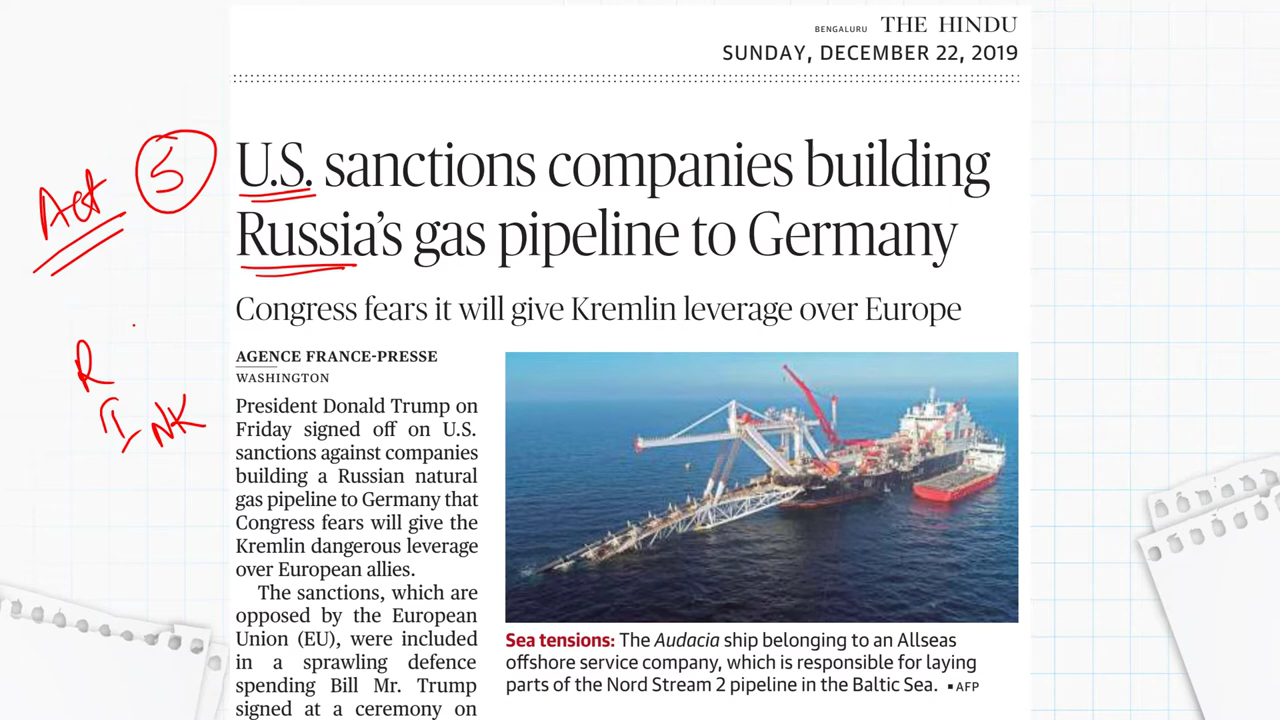 BENGALURU THE HINDU
SUNDAY, DECEMBER 22, 2019
Act 5
U.S. sanctions companies building
Russia's gas pipeline to Germany
Congress fears it will give Kremlin leverage over Europe
R
I NK
AGENCE FRANCE-PRESSE
WASHINGTON
President Donald Trump on
Friday signed off on U.S.
sanctions against companies
building a Russian natural
gas pipeline to Germany that
Congress fears will give the
Kremlin dangerous leverage
over European allies.
The sanctions, which are
opposed by the European
Union (EU), were included
in a sprawling defence
spending Bill Mr. Trump
signed at a ceremony on
Sea tensions: The Audacia ship belonging to an Allseas
offshore service company, which is responsible for laying
parts of the Nord Stream 2 pipeline in the Baltic Sea. ▪AFP